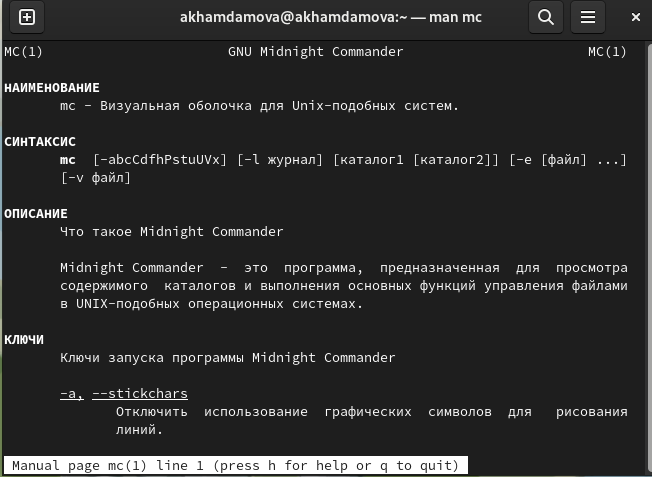 akhamdamova@akhamdamova:~ — man mc
MC(1) GNU Midnight Commander MC(1)
НАИМЕНОВАНИЕ
mc - Визуальная оболочка для Unix-подобных систем.
СИНТАКСИС
mc [-abcCdfhPstuUVx] [-l журнал] [каталог1 [каталог2]] [-e [файл] ...]
[-v файл]
ОПИСАНИЕ
Что такое Midnight Commander
Midnight Commander - это программа, предназначенная для просмотра
содержимого каталогов и выполнения основных функций управления файлами
в UNIX-подобных операционных системах.
КЛЮЧИ
Ключи запуска программы Midnight Commander
-a, --stickchars
Отключить использование графических символов для рисования
линий.
Manual page mc(1) line 1 (press h for help or q to quit)